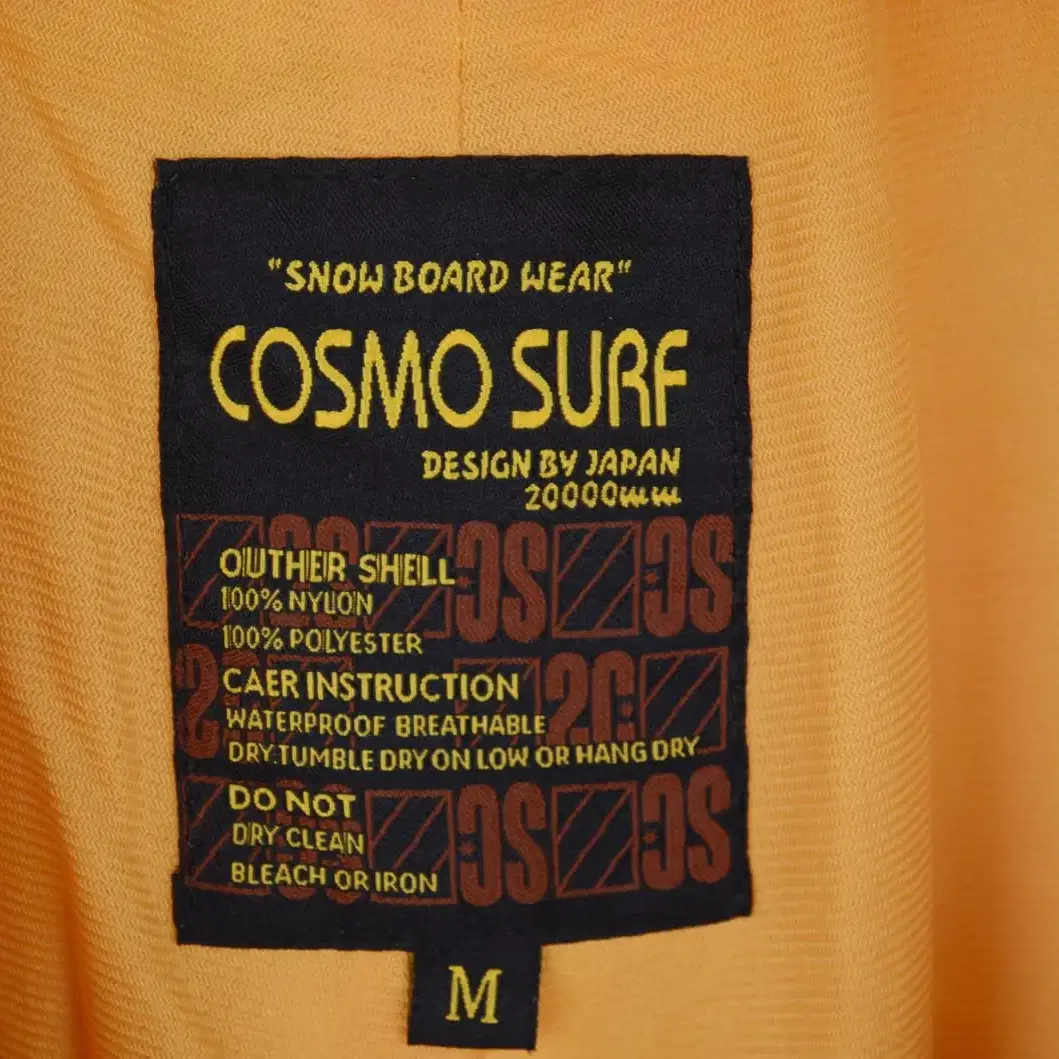 "SNOW BOARD WEAR"
COSMO SURF
DESIGN BY JAPAN
20000mm
OUTHER SHELL
100% NYLON
100% POLYESTER
CAER INSTRUCTION
WATERPROOF BREATHABLE
DRY.TUMBLE DRY ON LOW OR HANG DRY
DO NOT
DRY CLEAN
BLEACH OR IRON
M